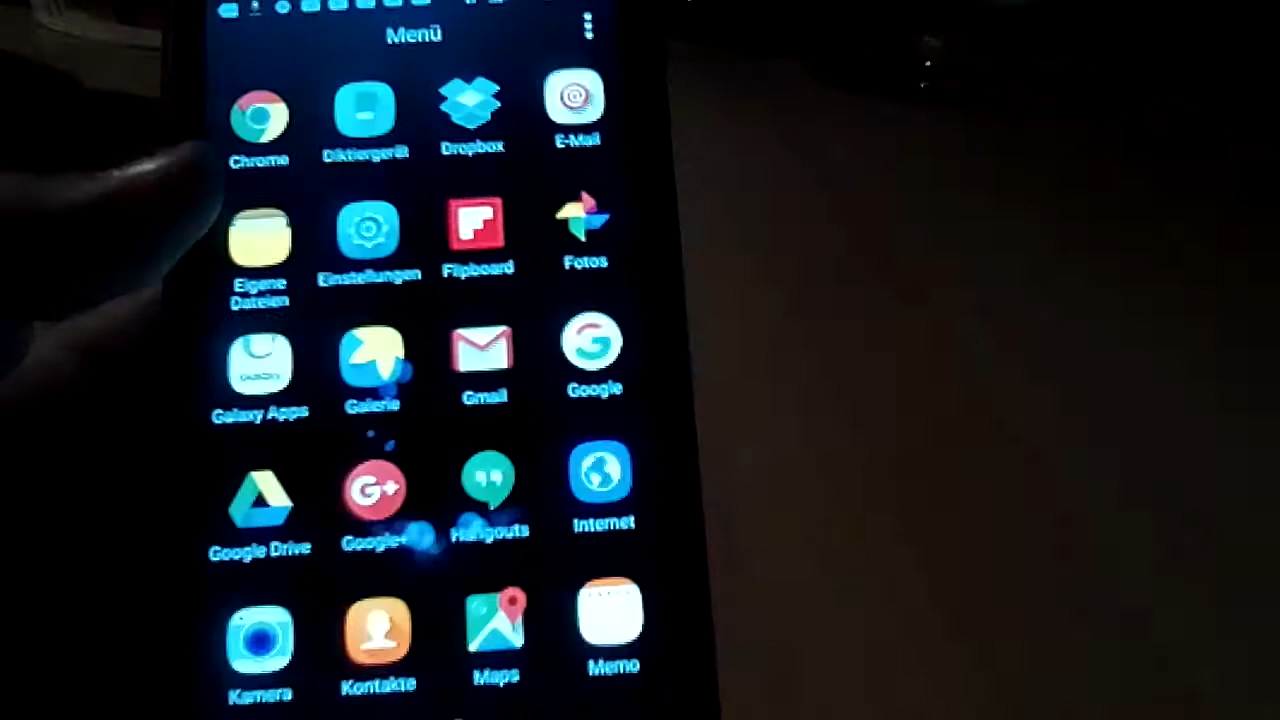 Menü
Chrome
Diktiergerät
Dropbox
E-Mail
Eigene
Dateien
Einstellungen
Flipboard
Fotos
Galaxy Apps
Galerie
Gmail
Google
Google Drive
G+
Google+
Hangouts
Internet
Kamera
Kontakte
Maps
Memo